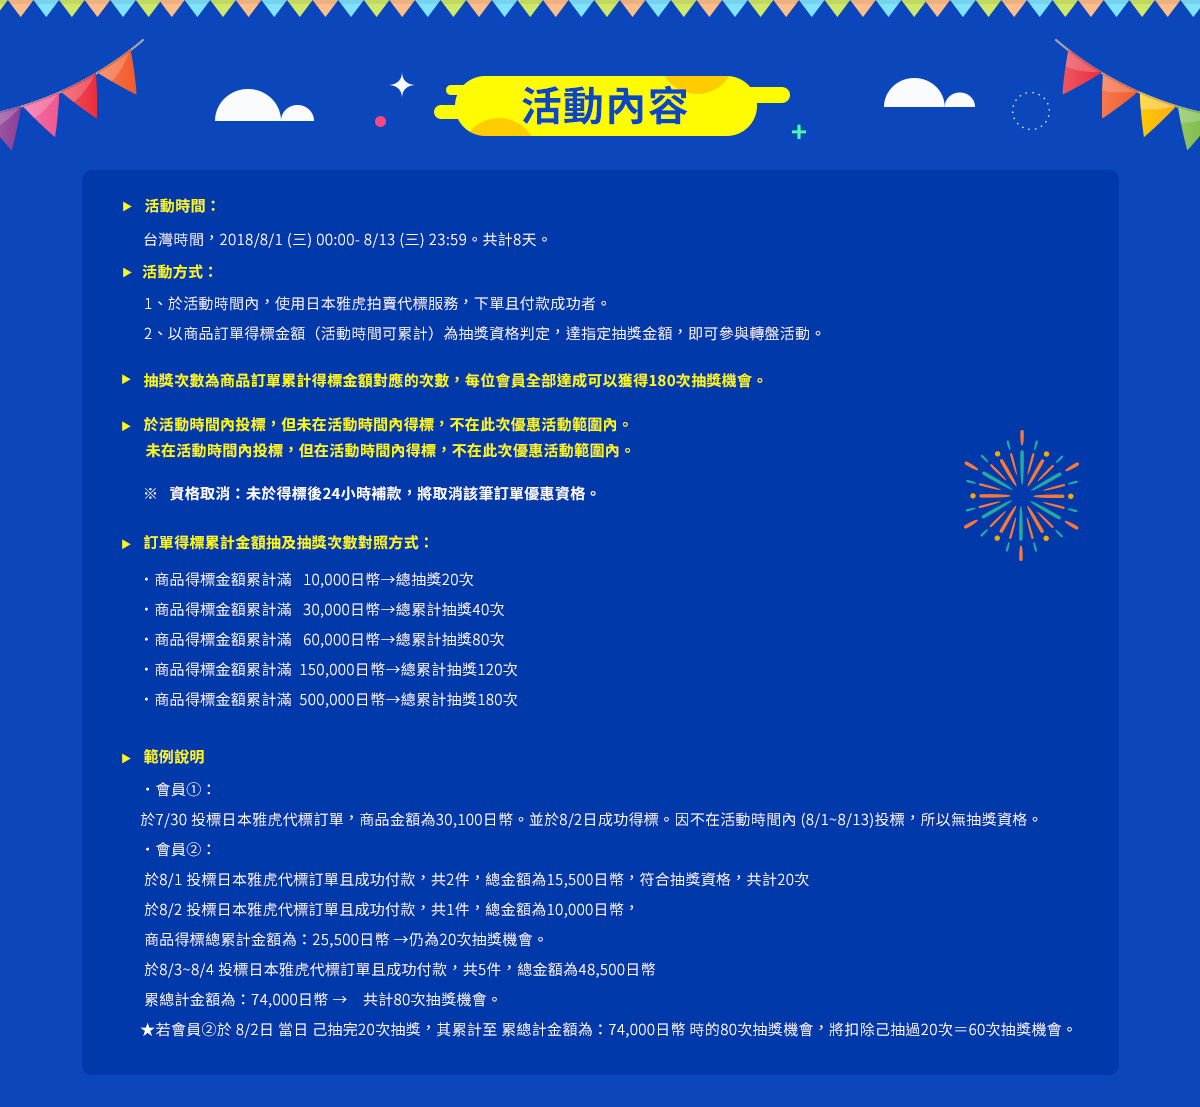 活動內容
▶ 活動時間：
台灣時間，2018/8/1 (三) 00:00- 8/13 (三) 23:59。共計8天。
▶ 活動方式：
1、於活動時間內，使用日本雅虎拍賣代標服務，下單且付款成功者。
2、以商品訂單得標金額（活動時間可累計）為抽獎資格判定，達指定抽獎金額，即可參與轉盤活動。
▶ 抽獎次數為商品訂單累計得標金額對應的次數，每位會員全部達成可以獲得180次抽獎機會。
▶ 於活動時間內投標，但未在活動時間內得標，不在此次優惠活動範圍內。
未在活動時間內投標，但在活動時間內得標，不在此次優惠活動範圍內。
※ 資格取消：未於得標後24小時補款，將取消該筆訂單優惠資格。
▶ 訂單得標累計金額抽及抽獎次數對照方式：
・商品得標金額累計滿 10,000日幣→總抽獎20次
・商品得標金額累計滿 30,000日幣→總累計抽獎40次
・商品得標金額累計滿 60,000日幣→總累計抽獎80次
・商品得標金額累計滿 150,000日幣→總累計抽獎120次
・商品得標金額累計滿 500,000日幣→總累計抽獎180次
▶ 範例說明
・會員①：
於7/30 投標日本雅虎代標訂單，商品金額為30,100日幣。並於8/2日成功得標。因不在活動時間內 (8/1~8/13)投標，所以無抽獎資格。
・會員②：
於8/1 投標日本雅虎代標訂單且成功付款，共2件，總金額為15,500日幣，符合抽獎資格，共計20次
於8/2 投標日本雅虎代標訂單且成功付款，共1件，總金額為10,000日幣，
商品得標總累計金額為：25,500日幣 →仍為20次抽獎機會。
於8/3~8/4 投標日本雅虎代標訂單且成功付款，共5件，總金額為48,500日幣
累總計金額為：74,000日幣 → 共計80次抽獎機會。
★若會員②於 8/2日 當日 己抽完20次抽獎，其累計至 累總計金額為：74,000日幣 時的80次抽獎機會，將扣除己抽過20次＝60次抽獎機會。